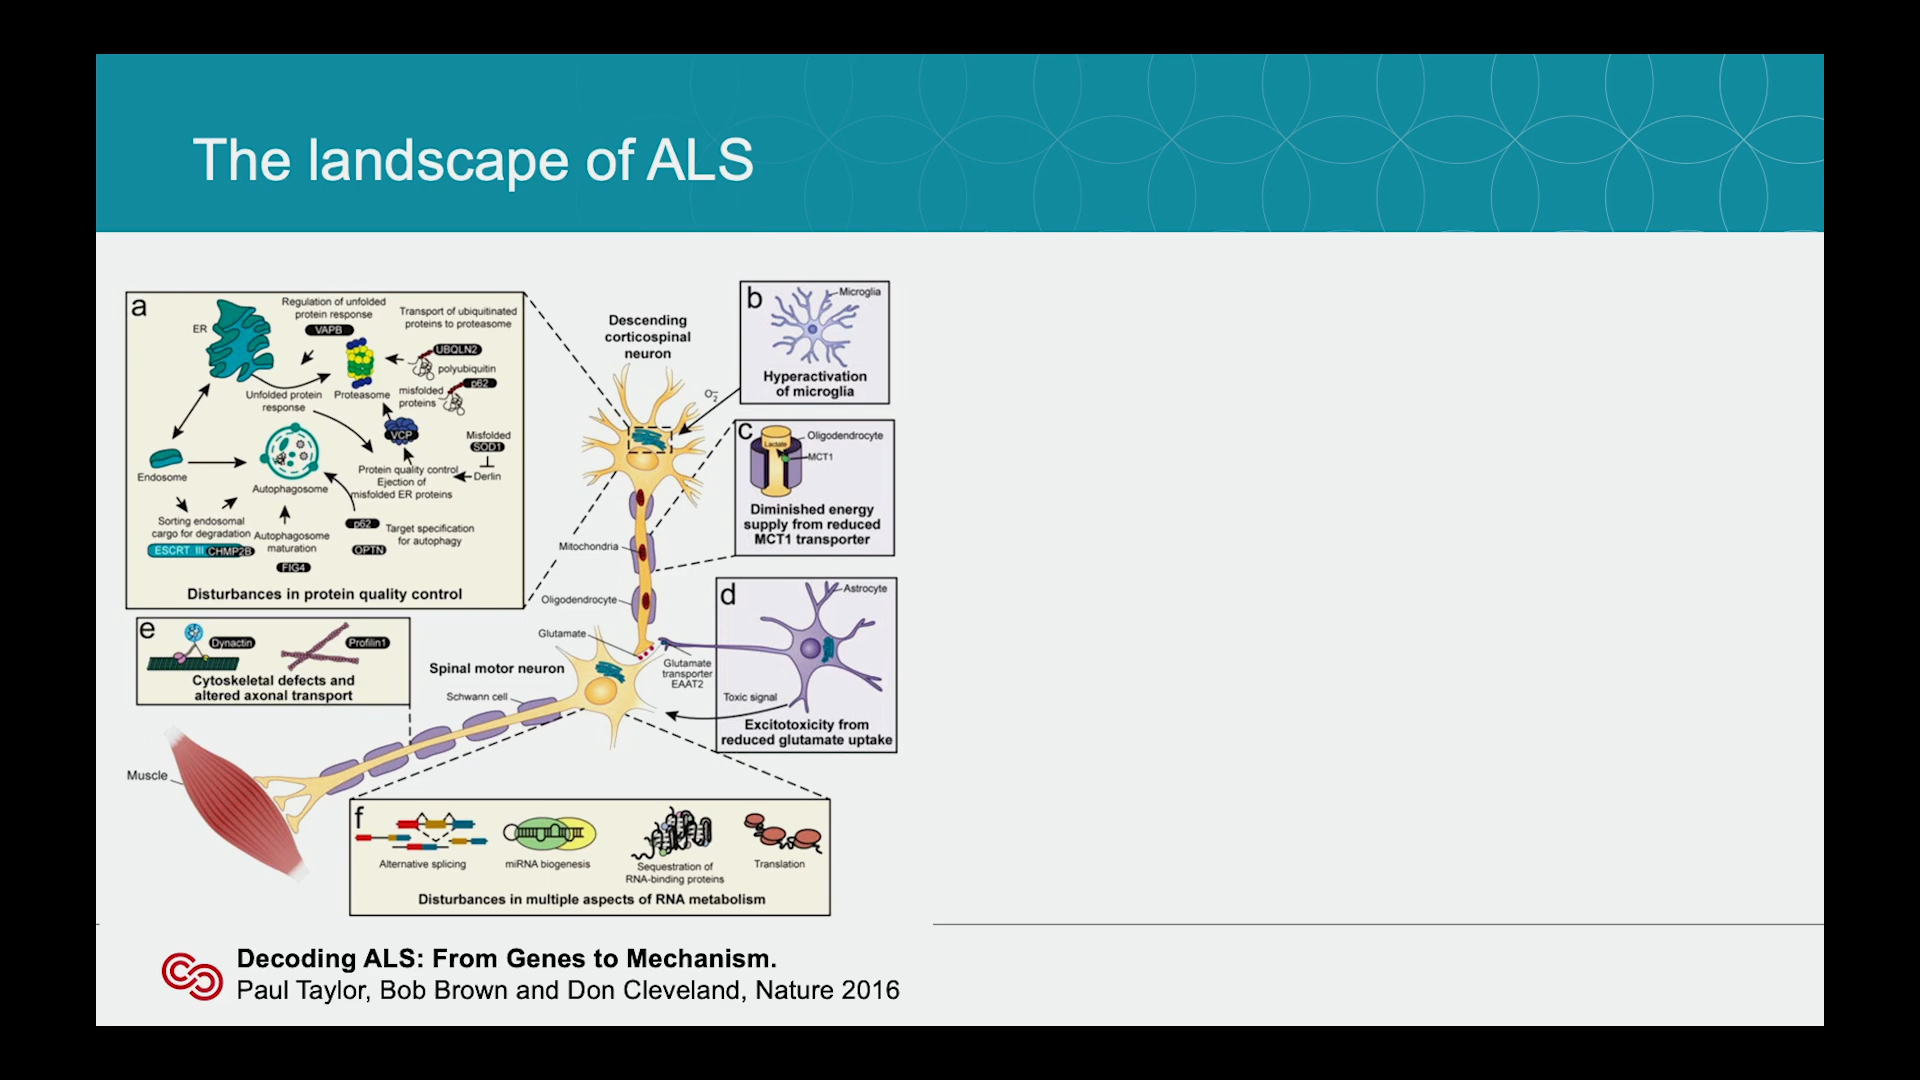 The landscape of ALS
a
ER
Regulation of unfolded
protein response
VAPB
Transport of ubiquitinated
proteins to proteasome
UBQLN2
polyubiquitin
p62
misfolded
proteins
Unfolded protein
response
Proteasome
VCP
Misfolded
SOD1
Derlin
Protein quality control
Ejection of
misfolded ER proteins
Endosome
Autophagosome
Sorting endosomal
cargo for degradation
ESCRT III CHMP2B
Autophagosome
maturation
FIG4
p62
OPTN
Target specification
for autophagy
Disturbances in protein quality control
Descending
corticospinal
neuron
O2-
b
Microglia
Hyperactivation
of microglia
c
Lactate
Oligodendrocyte
MCT1
Diminished energy
supply from reduced
MCT1 transporter
Mitochondria
Oligodendrocyte
Glutamate
d
Astrocyte
Glutamate
transporter
EAAT2
Toxic signal
Excitotoxicity from
reduced glutamate uptake
e
Dynactin
Profilin1
Cytoskeletal defects and
altered axonal transport
Spinal motor neuron
Schwann cell
Muscle
f
Alternative splicing
miRNA biogenesis
Sequestration of
RNA-binding proteins
Translation
Disturbances in multiple aspects of RNA metabolism
Decoding ALS: From Genes to Mechanism.
Paul Taylor, Bob Brown and Don Cleveland, Nature 2016